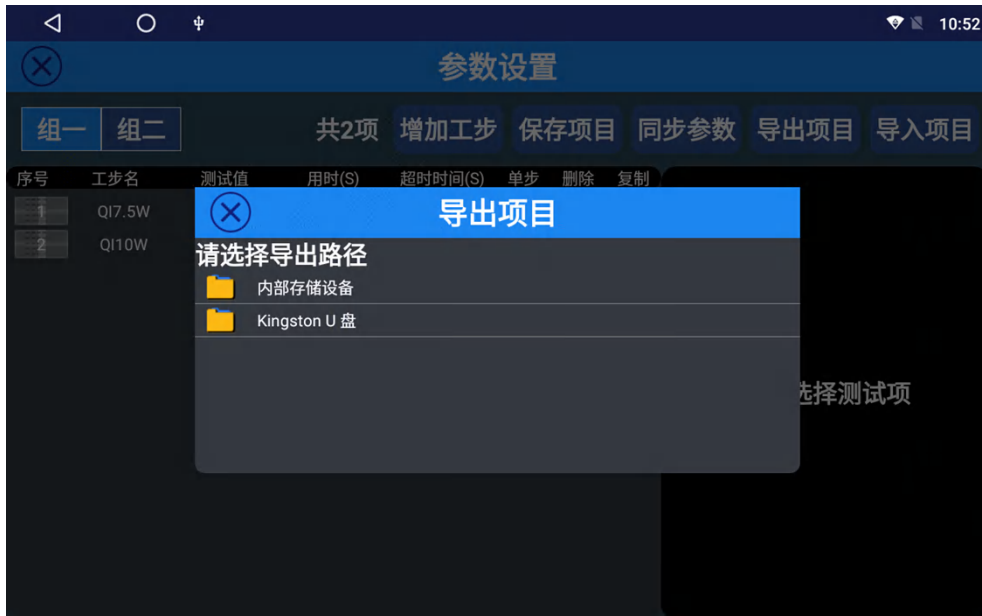 10:52
参数设置
组一 组二 共2项 增加工步 保存项目 同步参数 导出项目 导入项目
序号 工步名 测试值 用时(S) 超时时间(S) 单步 删除 复制
1 QI7.5W
2 QI10W
导出项目
请选择导出路径
内部存储设备
Kingston U 盘
选择测试项